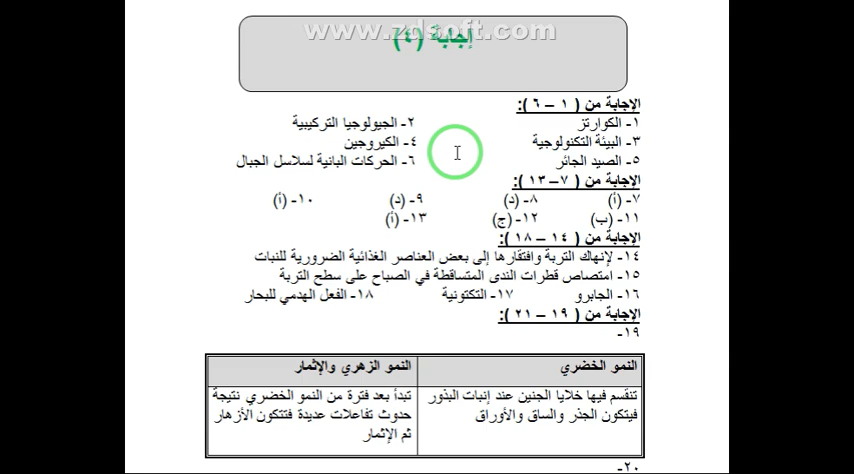 www.zdsoft.com
إجابة (٤)
الإجابة من ( ١ – ٦ ):
١- الكوارتز ٢- الجيولوجيا التركيبية
٣- البيئة التكنولوجية ٤- الكيروجين
٥- الصيد الجائر ٦- الحركات البانية لسلاسل الجبال
الإجابة من ( ٧ – ١٣ ):
٧- (أ) ٨- (د) ٩- (د) ١٠- (أ)
١١- (ب) ١٢- (ج) ١٣- (أ)
الإجابة من ( ١٤ – ١٨ ):
١٤- لإنهاك التربة وافتقارها إلى بعض العناصر الغذائية الضرورية للنبات
١٥- امتصاص قطرات الندى المتساقطة في الصباح على سطح التربة
١٦- الجابرو ١٧- التكتونية ١٨- الفعل الهدمي للبحار
الإجابة من ( ١٩ – ٢١ ):
١٩-
النمو الخضري النمو الزهري والإثمار
تنقسم فيها خلايا الجنين عند إنبات البذور
فيتكون الجذر والساق والأوراق
تبدأ بعد فترة من النمو الخضري نتيجة
حدوث تفاعلات عديدة فتتكون الأزهار
ثم الإثمار
٢٠-